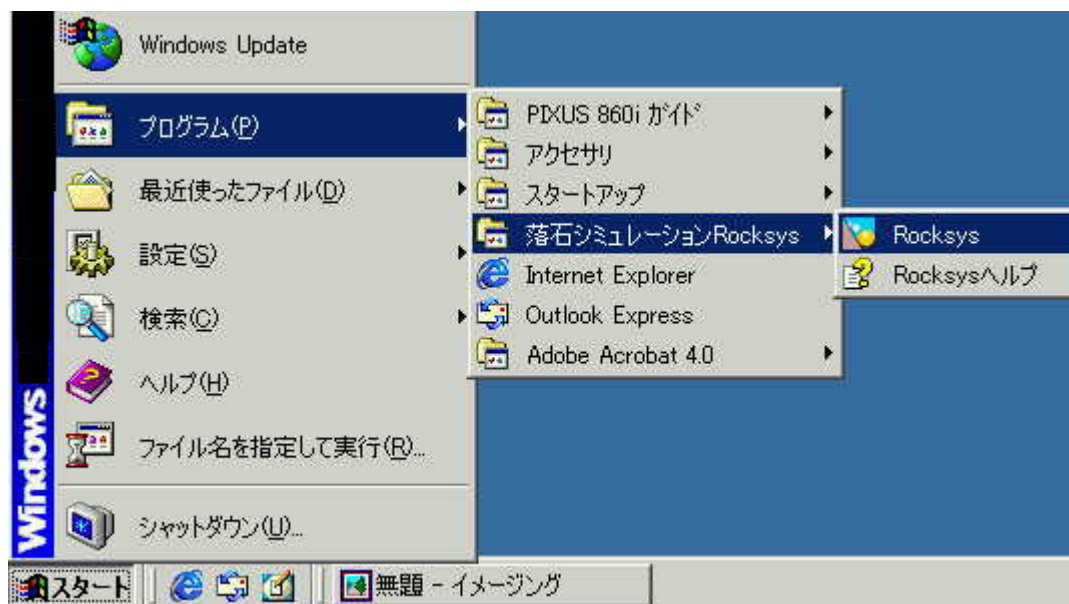 Windows Update
プログラム(P)
最近使ったファイル(D)
設定(S)
検索(C)
ヘルプ(H)
ファイル名を指定して実行(R)...
シャットダウン(U)...
Windows
PIXUS 860i ガイド
アクセサリ
スタートアップ
落石シミュレーションRocksys
Internet Explorer
Outlook Express
Adobe Acrobat 4.0
Rocksys
Rocksysヘルプ
スタート
無題 - イメージング